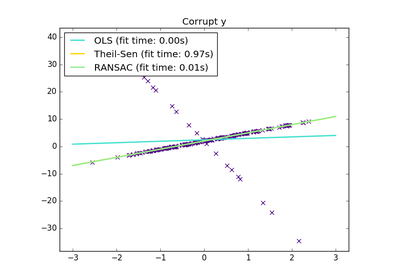 Corrupt y
OLS (fit time: 0.00s)
Theil-Sen (fit time: 0.97s)
RANSAC (fit time: 0.01s)
40
30
20
10
0
−10
−20
−30
−3 −2 −1 0 1 2 3